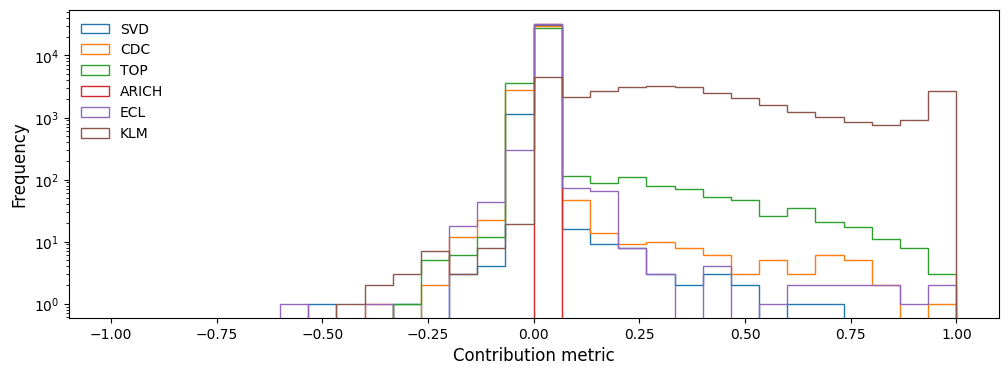 SVD
CDC
TOP
ARICH
ECL
KLM
Frequency
10⁴
10³
10²
10¹
10⁰
−1.00 −0.75 −0.50 −0.25 0.00 0.25 0.50 0.75 1.00
Contribution metric